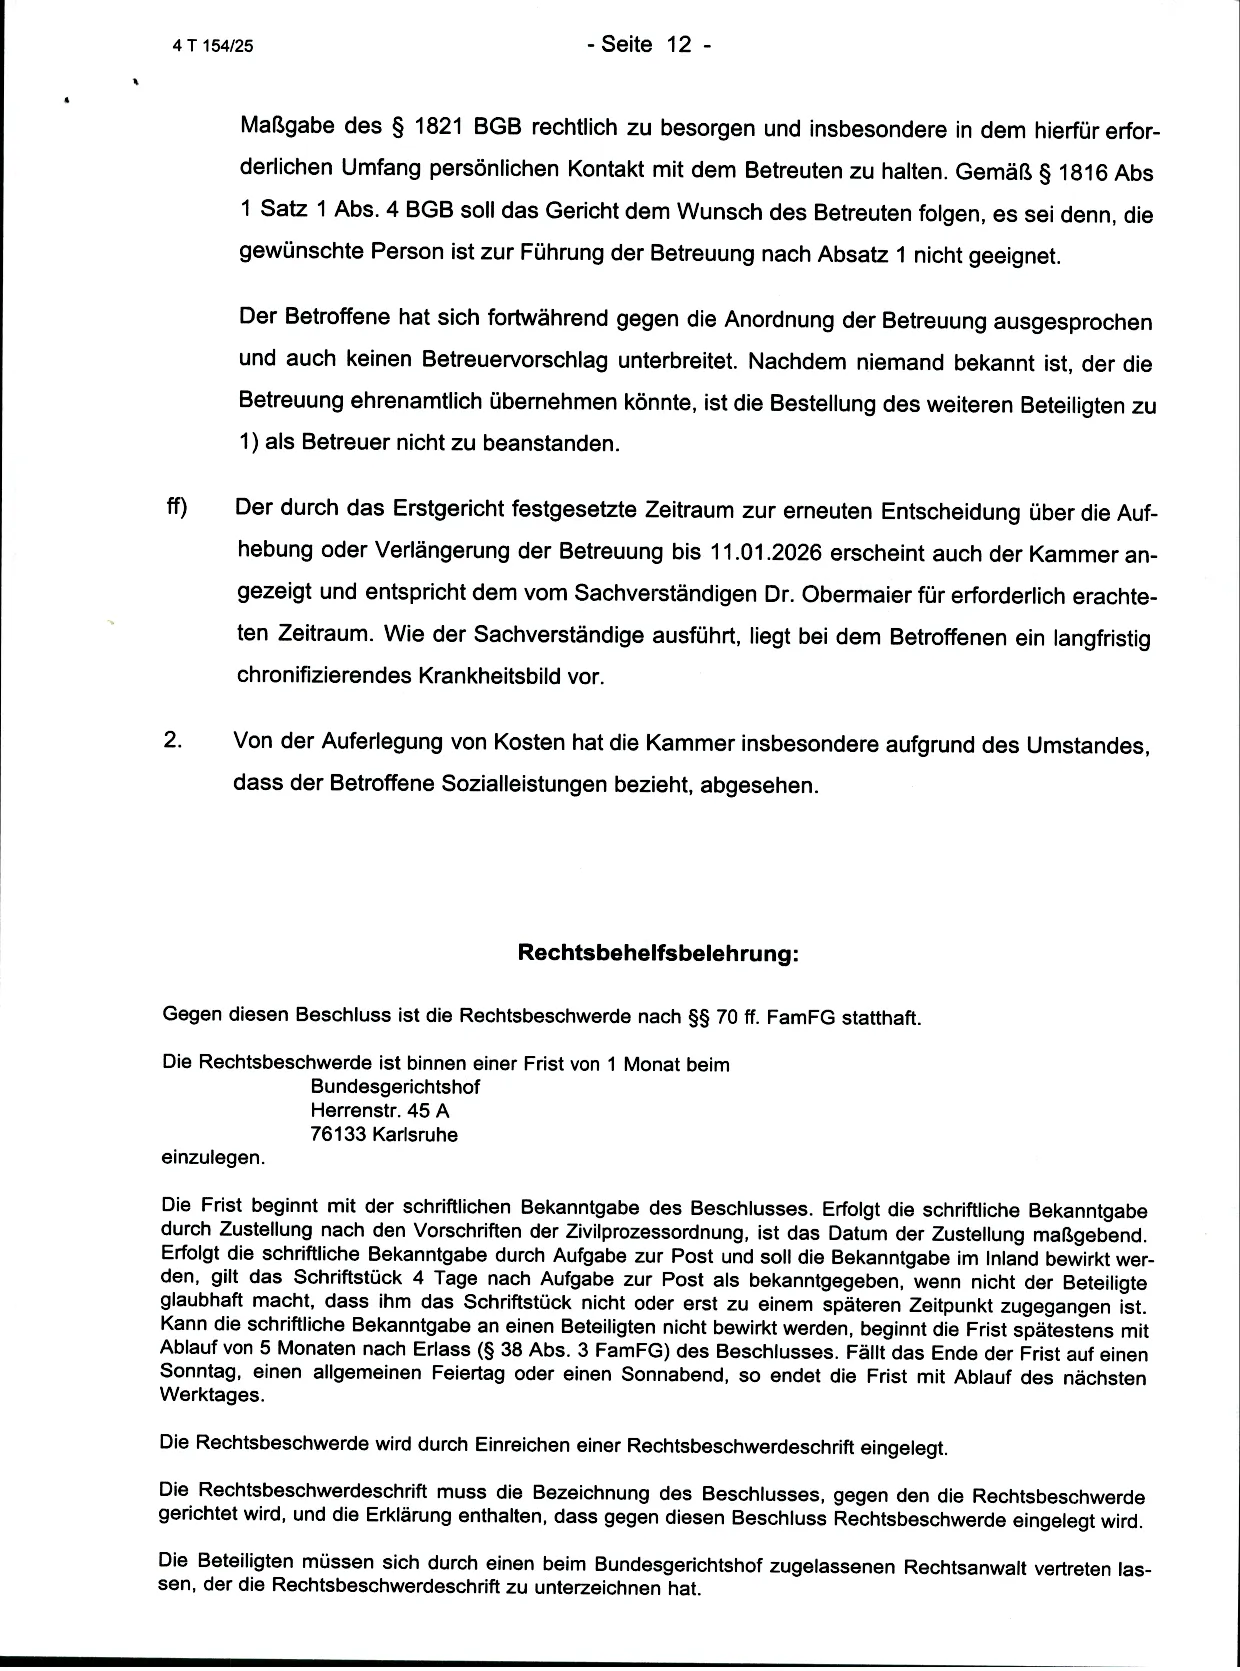 4 T 154/25
- Seite 12 -
Maßgabe des § 1821 BGB rechtlich zu besorgen und insbesondere in dem hierfür erfor-
derlichen Umfang persönlichen Kontakt mit dem Betreuten zu halten. Gemäß § 1816 Abs
1 Satz 1 Abs. 4 BGB soll das Gericht dem Wunsch des Betreuten folgen, es sei denn, die
gewünschte Person ist zur Führung der Betreuung nach Absatz 1 nicht geeignet.
Der Betroffene hat sich fortwährend gegen die Anordnung der Betreuung ausgesprochen
und auch keinen Betreuervorschlag unterbreitet. Nachdem niemand bekannt ist, der die
Betreuung ehrenamtlich übernehmen könnte, ist die Bestellung des weiteren Beteiligten zu
1) als Betreuer nicht zu beanstanden.
ff) Der durch das Erstgericht festgesetzte Zeitraum zur erneuten Entscheidung über die Auf-
hebung oder Verlängerung der Betreuung bis 11.01.2026 erscheint auch der Kammer an-
gezeigt und entspricht dem vom Sachverständigen Dr. Obermaier für erforderlich erachte-
ten Zeitraum. Wie der Sachverständige ausführt, liegt bei dem Betroffenen ein langfristig
chronifizierendes Krankheitsbild vor.
2. Von der Auferlegung von Kosten hat die Kammer insbesondere aufgrund des Umstandes,
dass der Betroffene Sozialleistungen bezieht, abgesehen.
Rechtsbehelfsbelehrung:
Gegen diesen Beschluss ist die Rechtsbeschwerde nach §§ 70 ff. FamFG statthaft.
Die Rechtsbeschwerde ist binnen einer Frist von 1 Monat beim
Bundesgerichtshof
Herrenstr. 45 A
76133 Karlsruhe
einzulegen.
Die Frist beginnt mit der schriftlichen Bekanntgabe des Beschlusses. Erfolgt die schriftliche Bekanntgabe
durch Zustellung nach den Vorschriften der Zivilprozessordnung, ist das Datum der Zustellung maßgebend.
Erfolgt die schriftliche Bekanntgabe durch Aufgabe zur Post und soll die Bekanntgabe im Inland bewirkt wer-
den, gilt das Schriftstück 4 Tage nach Aufgabe zur Post als bekanntgegeben, wenn nicht der Beteiligte
glaubhaft macht, dass ihm das Schriftstück nicht oder erst zu einem späteren Zeitpunkt zugegangen ist.
Kann die schriftliche Bekanntgabe an einen Beteiligten nicht bewirkt werden, beginnt die Frist spätestens mit
Ablauf von 5 Monaten nach Erlass (§ 38 Abs. 3 FamFG) des Beschlusses. Fällt das Ende der Frist auf einen
Sonntag, einen allgemeinen Feiertag oder einen Sonnabend, so endet die Frist mit Ablauf des nächsten
Werktages.
Die Rechtsbeschwerde wird durch Einreichen einer Rechtsbeschwerdeschrift eingelegt.
Die Rechtsbeschwerdeschrift muss die Bezeichnung des Beschlusses, gegen den die Rechtsbeschwerde
gerichtet wird, und die Erklärung enthalten, dass gegen diesen Beschluss Rechtsbeschwerde eingelegt wird.
Die Beteiligten müssen sich durch einen beim Bundesgerichtshof zugelassenen Rechtsanwalt vertreten las-
sen, der die Rechtsbeschwerdeschrift zu unterzeichnen hat.